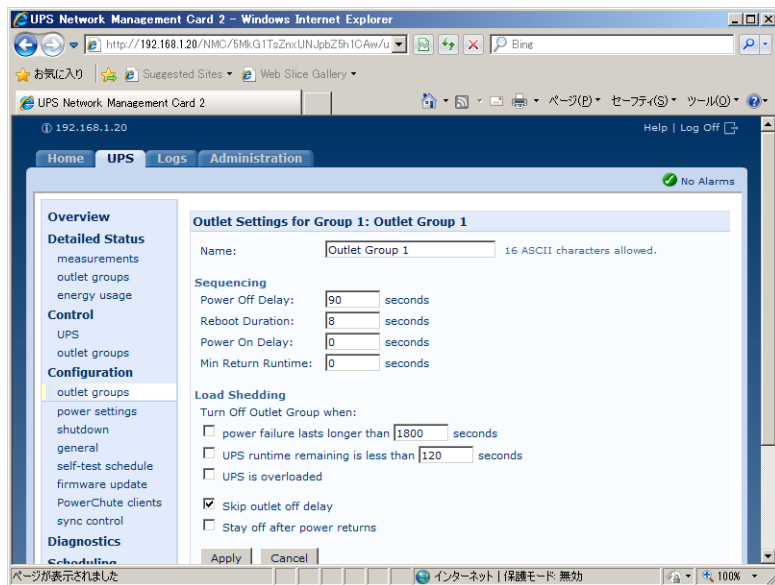 UPS Network Management Card 2 - Windows Internet Explorer
http://192.168.1.20/NMC/5MkG1TsZnxUNJpbZ5h1CAw/u
Bing
お気に入り
Suggested Sites
Web Slice Gallery
UPS Network Management Card 2
ページ(P)
セーフティ(S)
ツール(O)
192.168.1.20
Help | Log Off
Home
UPS
Logs
Administration
No Alarms
Overview
Detailed Status
measurements
outlet groups
energy usage
Control
UPS
outlet groups
Configuration
outlet groups
power settings
shutdown
general
self-test schedule
firmware update
PowerChute clients
sync control
Diagnostics
Scheduling
Outlet Settings for Group 1: Outlet Group 1
Name: Outlet Group 1 16 ASCII characters allowed.
Sequencing
Power Off Delay: 90 seconds
Reboot Duration: 8 seconds
Power On Delay: 0 seconds
Min Return Runtime: 0 seconds
Load Shedding
Turn Off Outlet Group when:
power failure lasts longer than 1800 seconds
UPS runtime remaining is less than 120 seconds
UPS is overloaded
Skip outlet off delay
Stay off after power returns
Apply
Cancel
ページが表示されました
インターネット | 保護モード: 無効
100%